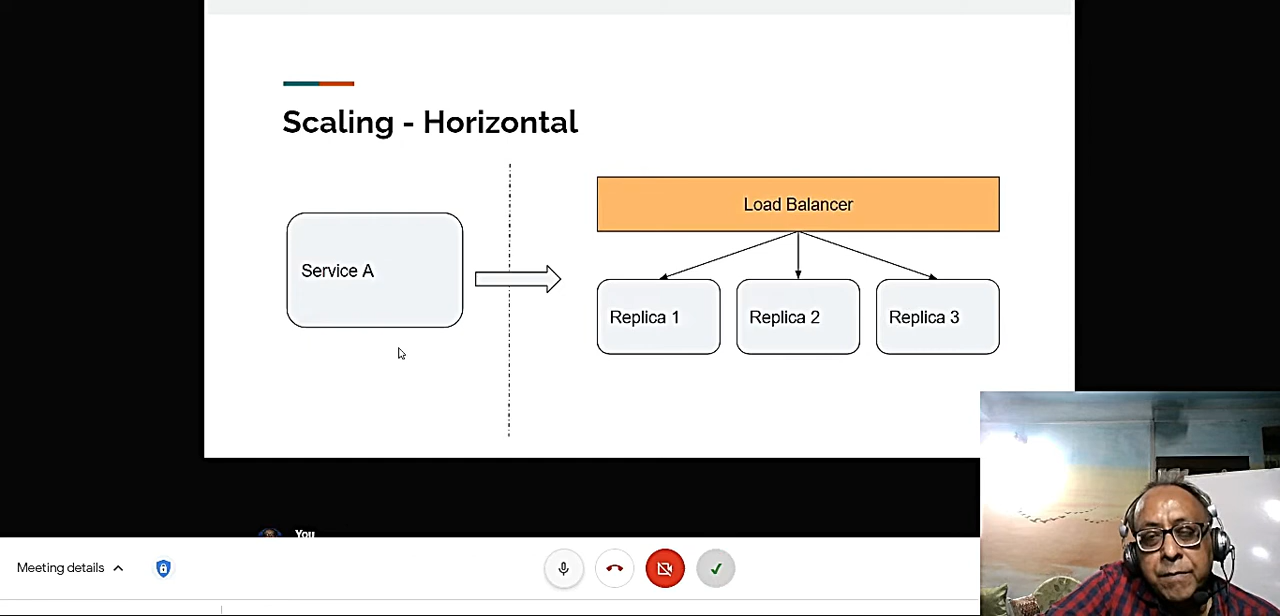 Scaling - Horizontal
Load Balancer
Service A
Replica 1
Replica 2
Replica 3
You
Meeting details